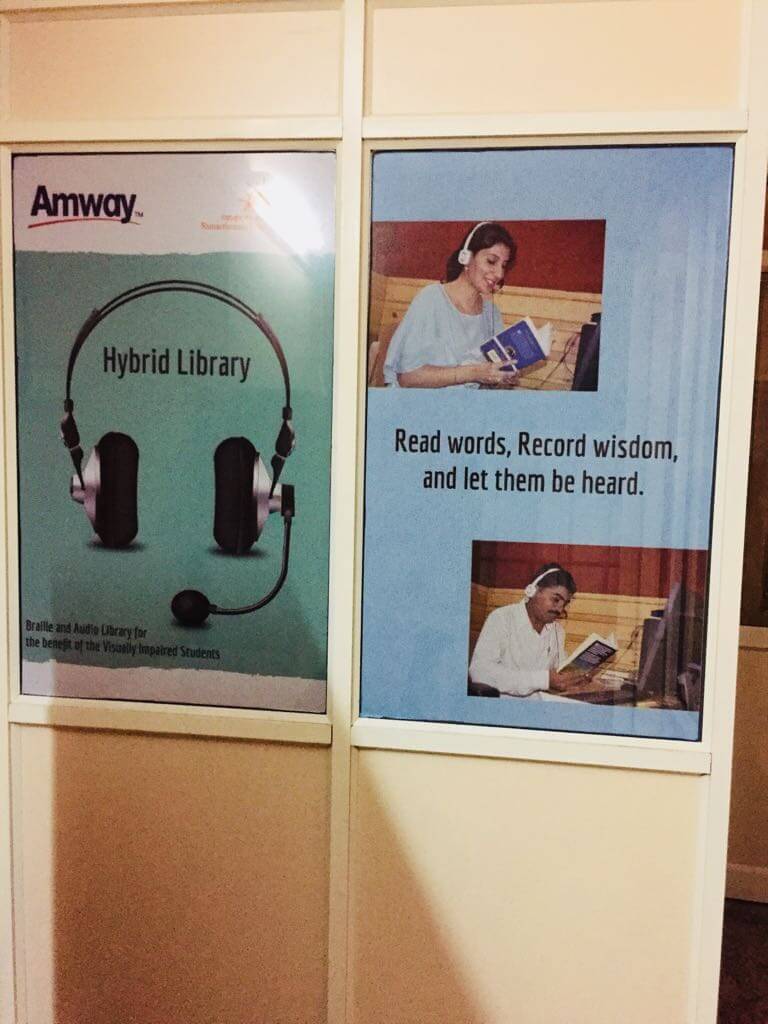 Amway™
Hybrid Library
Braille and Audio Library for
the benefit of the Visually Impaired Students
Read words, Record wisdom,
and let them be heard.